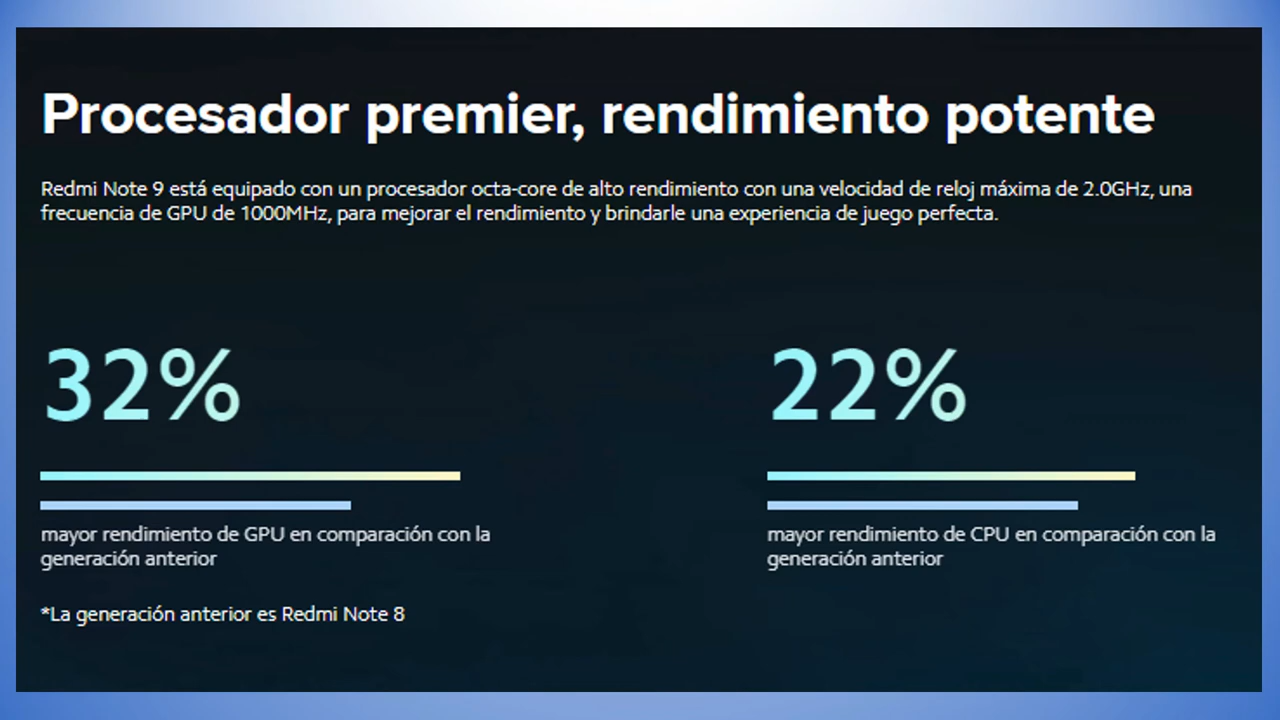 Procesador premier, rendimiento potente
Redmi Note 9 está equipado con un procesador octa-core de alto rendimiento con una velocidad de reloj máxima de 2.0GHz, una
frecuencia de GPU de 1000MHz, para mejorar el rendimiento y brindarle una experiencia de juego perfecta.
32%
mayor rendimiento de GPU en comparación con la
generación anterior
22%
mayor rendimiento de CPU en comparación con la
generación anterior
*La generación anterior es Redmi Note 8